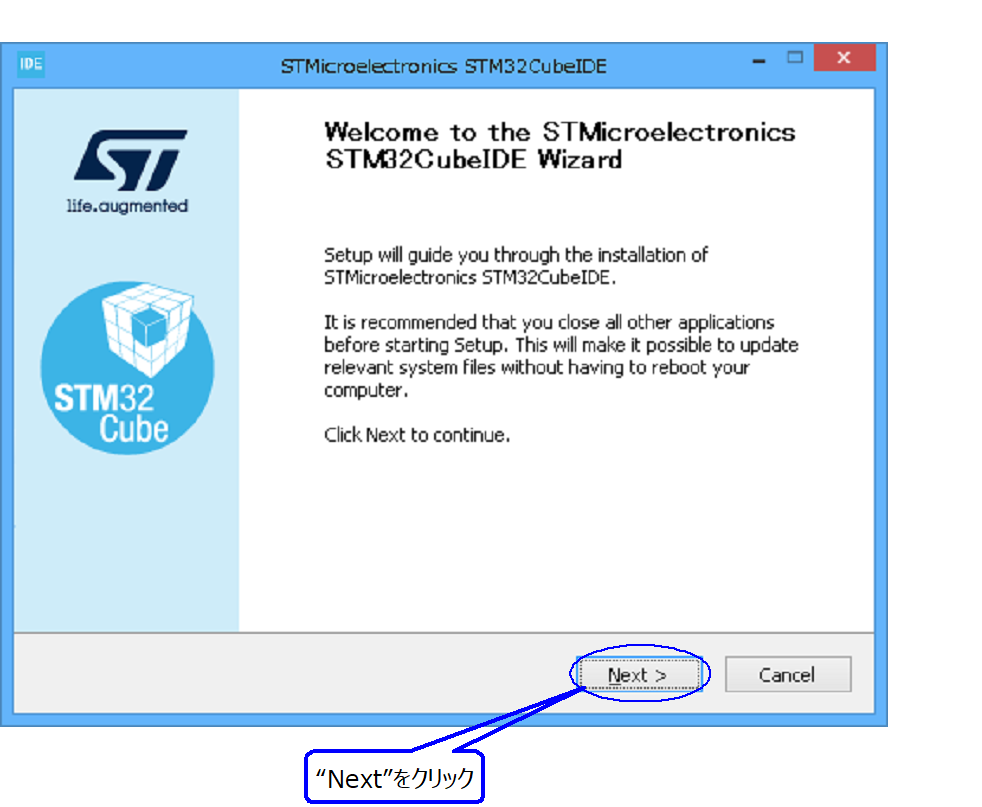 IDE
STMicroelectronics STM32CubeIDE
ST
life.augmented
STM32
Cube
Welcome to the STMicroelectronics
STM32CubeIDE Wizard
Setup will guide you through the installation of
STMicroelectronics STM32CubeIDE.
It is recommended that you close all other applications
before starting Setup. This will make it possible to update
relevant system files without having to reboot your
computer.
Click Next to continue.
Next >
Cancel
“Next”をクリック